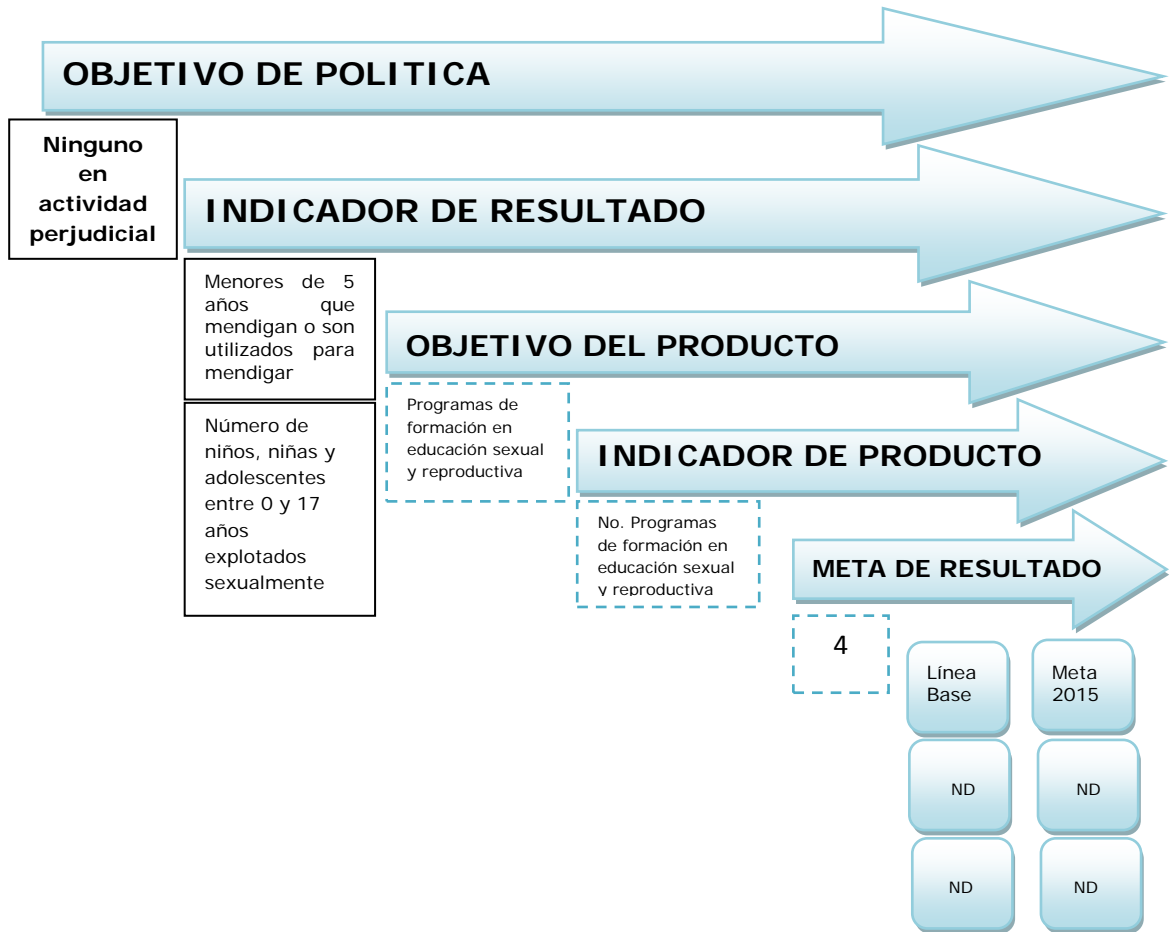 OBJETIVO DE POLITICA
Ninguno
en
actividad
perjudicial
INDICADOR DE RESULTADO
Menores de 5
años que
mendigan o son
utilizados para
mendigar
Número de
niños, niñas y
adolescentes
entre 0 y 17
años
explotados
sexualmente
OBJETIVO DEL PRODUCTO
Programas de
formación en
educación sexual
y reproductiva
INDICADOR DE PRODUCTO
No. Programas
de formación en
educación sexual
y reproductiva
META DE RESULTADO
4
Línea
Base
Meta
2015
ND
ND
ND
ND